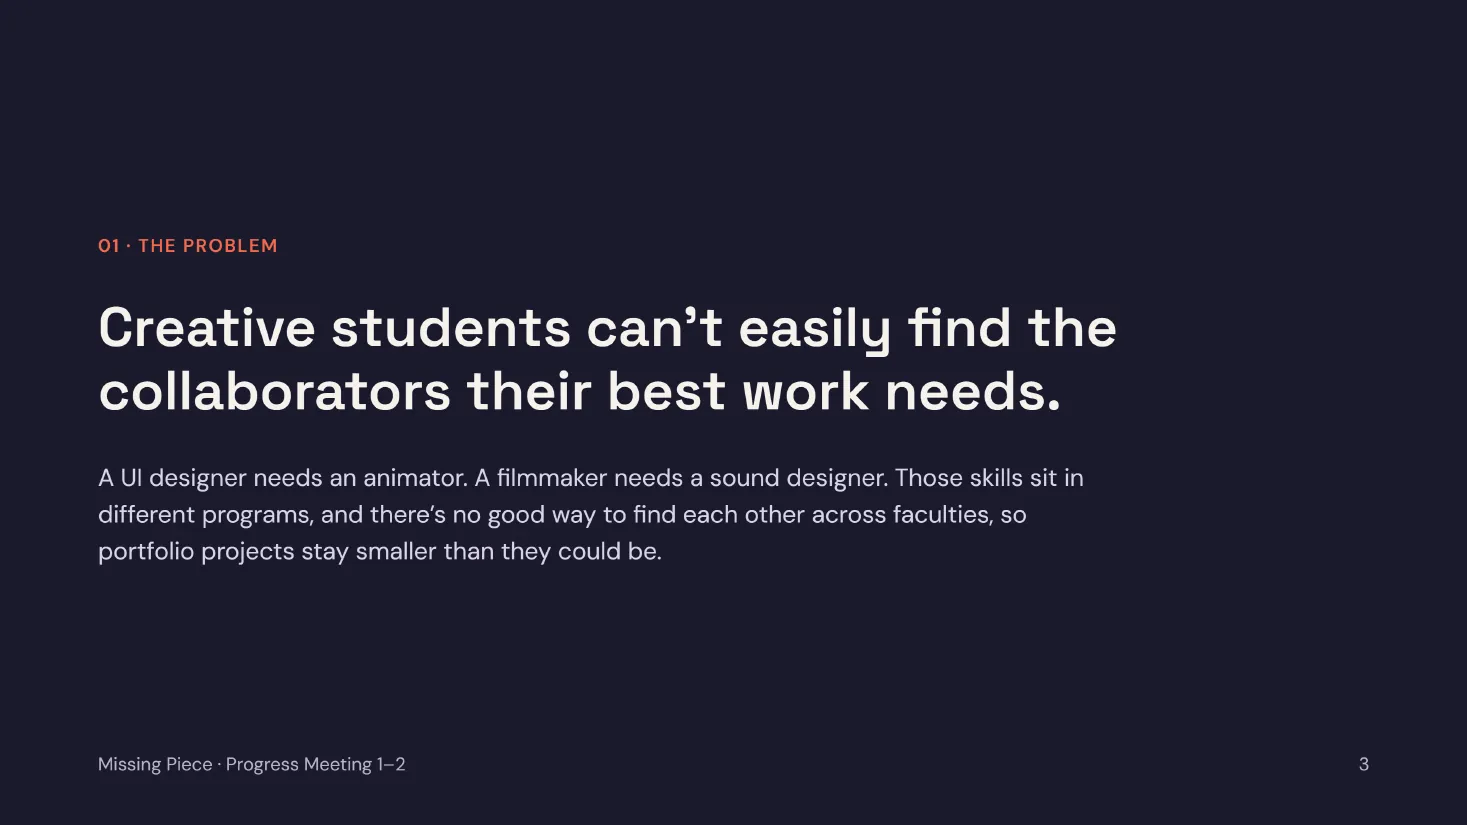 01 · THE PROBLEM
Creative students can’t easily find the
collaborators their best work needs.
A UI designer needs an animator. A filmmaker needs a sound designer. Those skills sit in
different programs, and there’s no good way to find each other across faculties, so
portfolio projects stay smaller than they could be.
Missing Piece · Progress Meeting 1–2
3